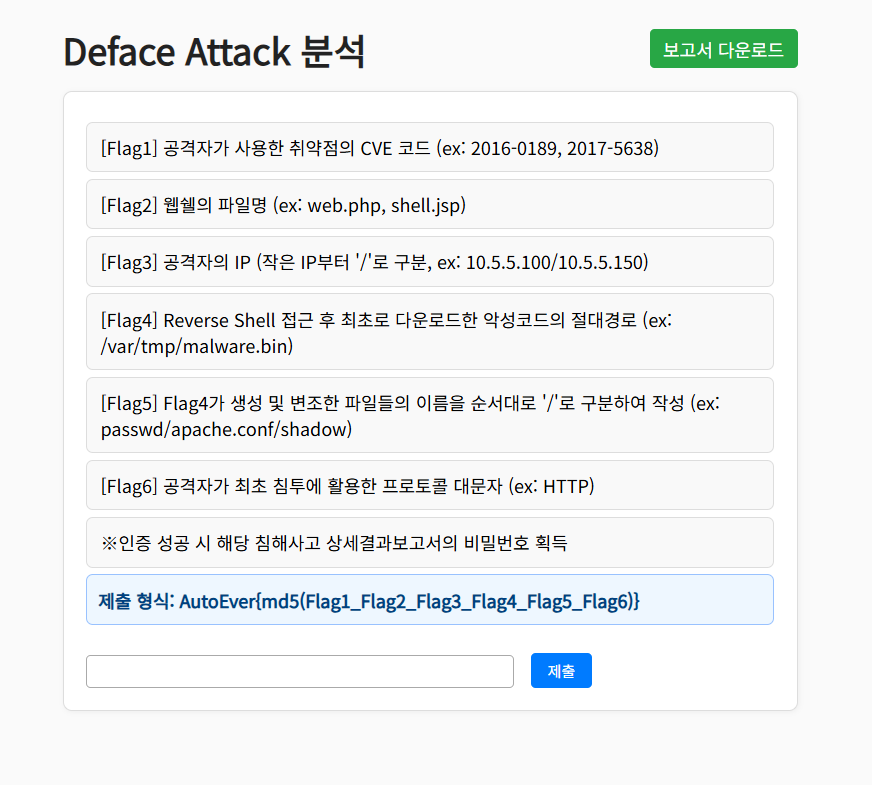 Deface Attack 분석
보고서 다운로드
[Flag1] 공격자가 사용한 취약점의 CVE 코드 (ex: 2016-0189, 2017-5638)
[Flag2] 웹쉘의 파일명 (ex: web.php, shell.jsp)
[Flag3] 공격자의 IP (작은 IP부터 '/'로 구분, ex: 10.5.5.100/10.5.5.150)
[Flag4] Reverse Shell 접근 후 최초로 다운로드한 악성코드의 절대경로 (ex:
/var/tmp/malware.bin)
[Flag5] Flag4가 생성 및 변조한 파일들의 이름을 순서대로 '/'로 구분하여 작성 (ex:
passwd/apache.conf/shadow)
[Flag6] 공격자가 최초 침투에 활용한 프로토콜 대문자 (ex: HTTP)
※인증 성공 시 해당 침해사고 상세결과보고서의 비밀번호 획득
제출 형식: AutoEver{md5(Flag1_Flag2_Flag3_Flag4_Flag5_Flag6)}
제출